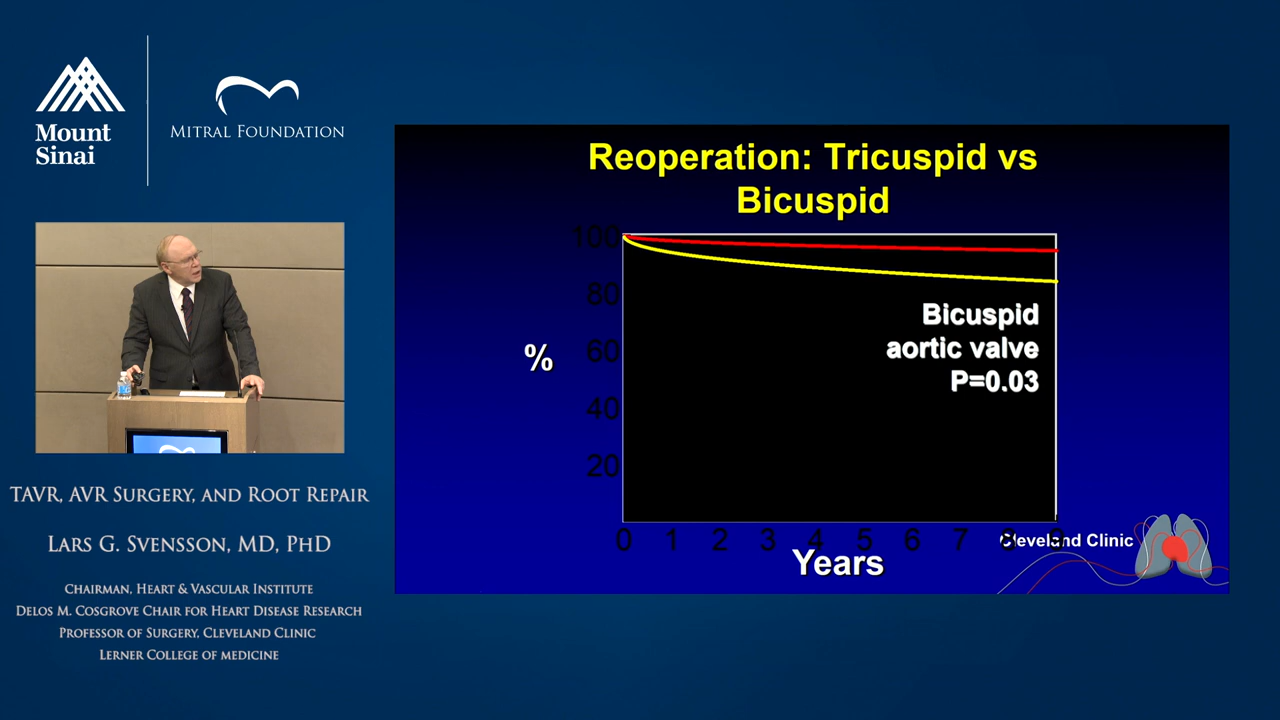 Mount
Sinai
Mitral Foundation
TAVR, AVR Surgery, and Root Repair
Lars G. Svensson, MD, PhD
Chairman, Heart & Vascular Institute
Delos M. Cosgrove Chair for Heart Disease Research
Professor of Surgery, Cleveland Clinic
Lerner College of medicine
Reoperation: Tricuspid vs
Bicuspid
100
80
60
40
20
%
Bicuspid
aortic valve
P=0.03
0 1 2 3 4 5 6 7 8 9
Years
Cleveland Clinic